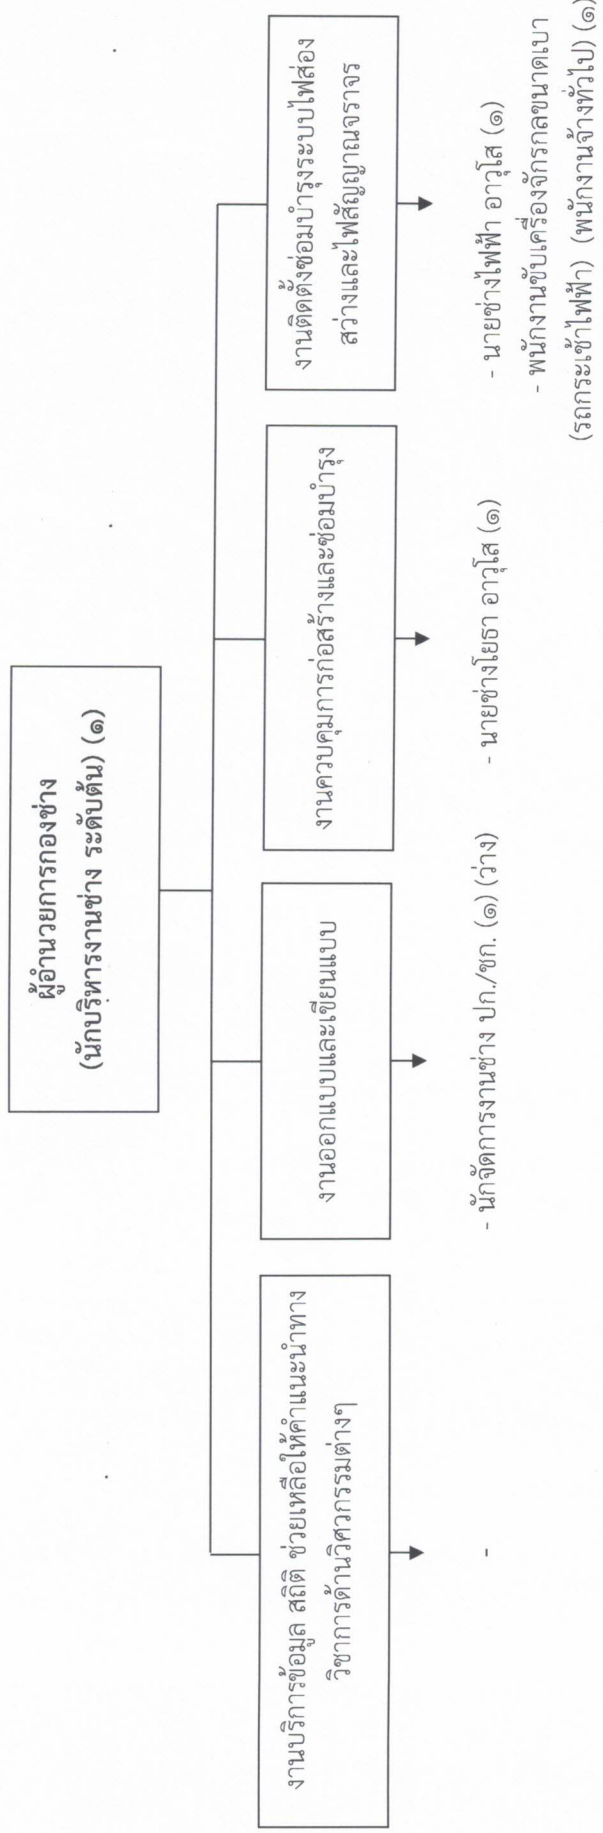 ผู้อำนวยการกองช่าง
(นักบริหารงานช่าง ระดับต้น) (๑)
งานบริการข้อมูล สถิติ ช่วยเหลือให้คำแนะนำทาง
วิชาการด้านวิศวกรรมต่างๆ
-
งานออกแบบและเขียนแบบ
- นักจัดการงานช่าง ปก./ชก. (๑) (ว่าง)
งานควบคุมการก่อสร้างและซ่อมบำรุง
- นายช่างโยธา อาวุโส (๑)
งานติดตั้งซ่อมบำรุงระบบไฟส่อง
สว่างและไฟสัญญาณจราจร
- นายช่างไฟฟ้า อาวุโส (๑)
- พนักงานขับเครื่องจักรกลขนาดเบา
(รถกระเช้าไฟฟ้า) (พนักงานจ้างทั่วไป) (๑)